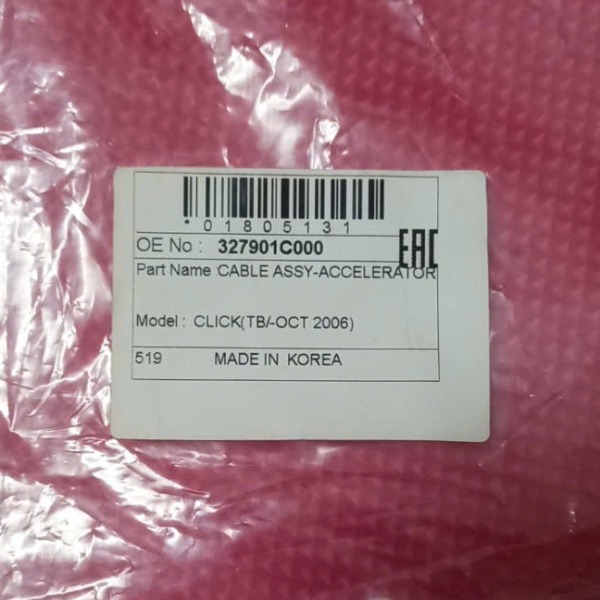 *01805131
OE No : 327901C000
EAC
Part Name :CABLE ASSY-ACCELERATOR
Model : CLICK(TB/-OCT 2006)
519 MADE IN KOREA